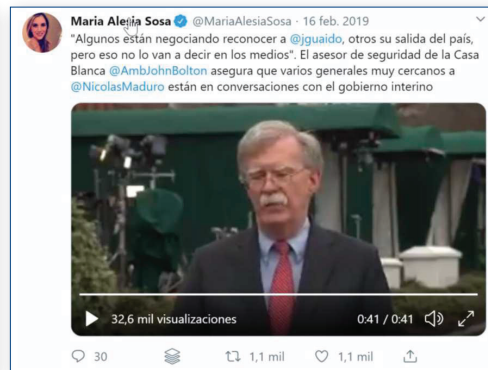 Maria Alesia Sosa @MariaAlesiaSosa · 16 feb. 2019
"Algunos están negociando reconocer a @jguaido, otros su salida del país,
pero eso no lo van a decir en los medios". El asesor de seguridad de la Casa
Blanca @AmbJohnBolton asegura que varios generales muy cercanos a
@NicolasMaduro están en conversaciones con el gobierno interino
32,6 mil visualizaciones 0:41 / 0:41
30 1,1 mil 1,1 mil